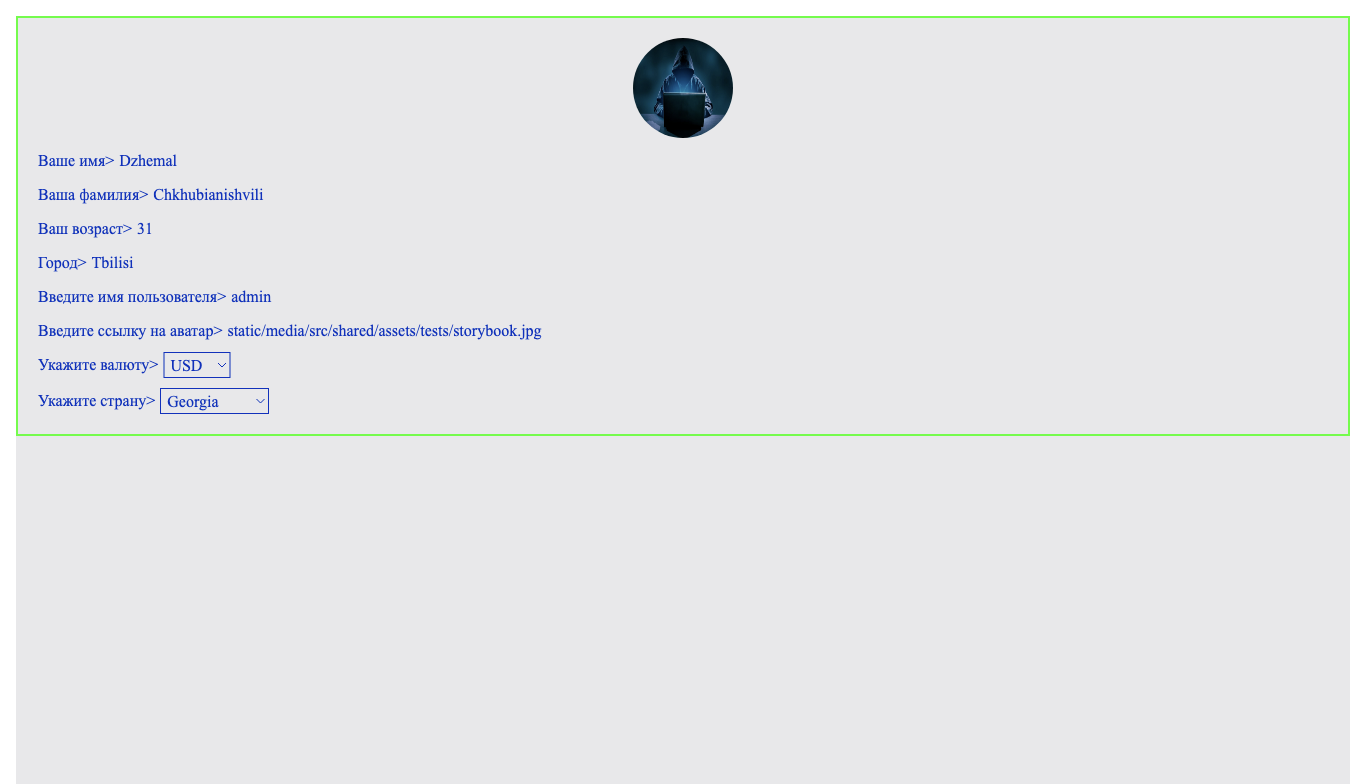 Ваше имя> Dzhemal
Ваша фамилия> Chkhubianishvili
Ваш возраст> 31
Город> Tbilisi
Введите имя пользователя> admin
Введите ссылку на аватар> static/media/src/shared/assets/tests/storybook.jpg
Укажите валюту> USD
Укажите страну> Georgia